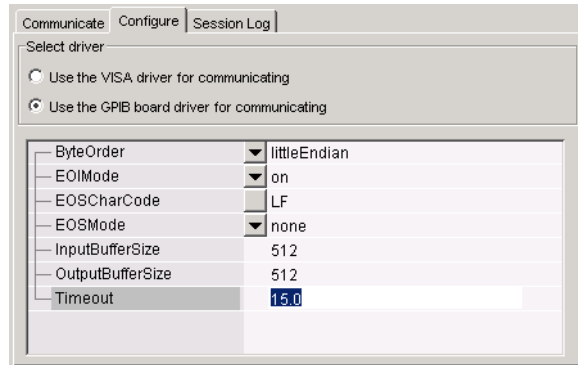 Communicate Configure Session Log
Select driver
Use the VISA driver for communicating
Use the GPIB board driver for communicating
ByteOrder littleEndian
EOIMode on
EOSCharCode LF
EOSMode none
InputBufferSize 512
OutputBufferSize 512
Timeout 15.0